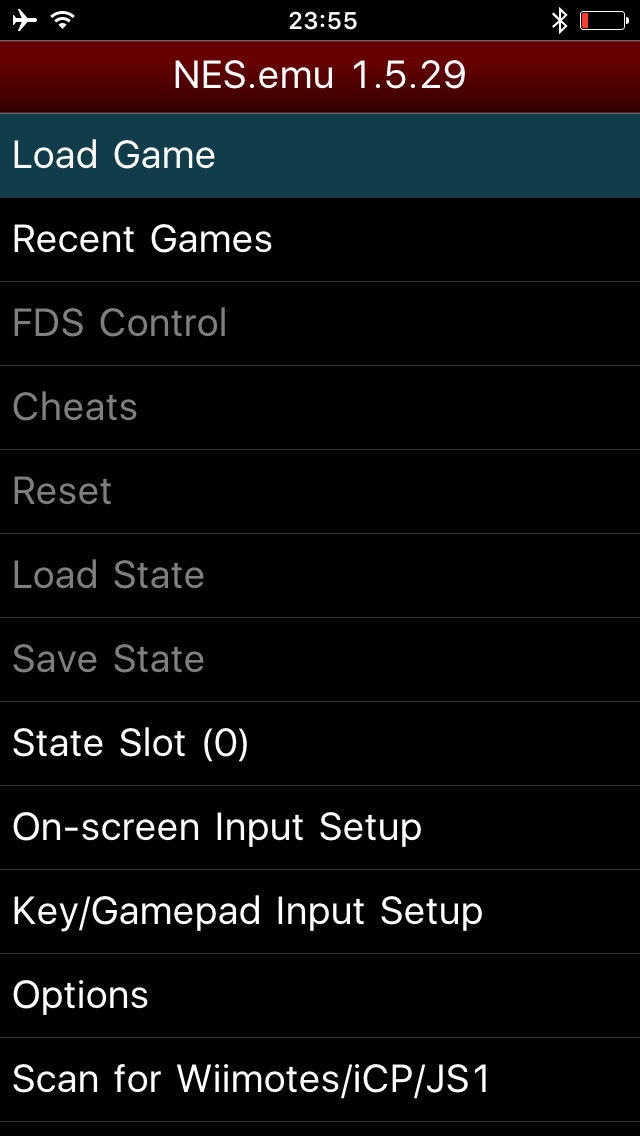 23:55
NES.emu 1.5.29
Load Game
Recent Games
FDS Control
Cheats
Reset
Load State
Save State
State Slot (0)
On-screen Input Setup
Key/Gamepad Input Setup
Options
Scan for Wiimotes/iCP/JS1